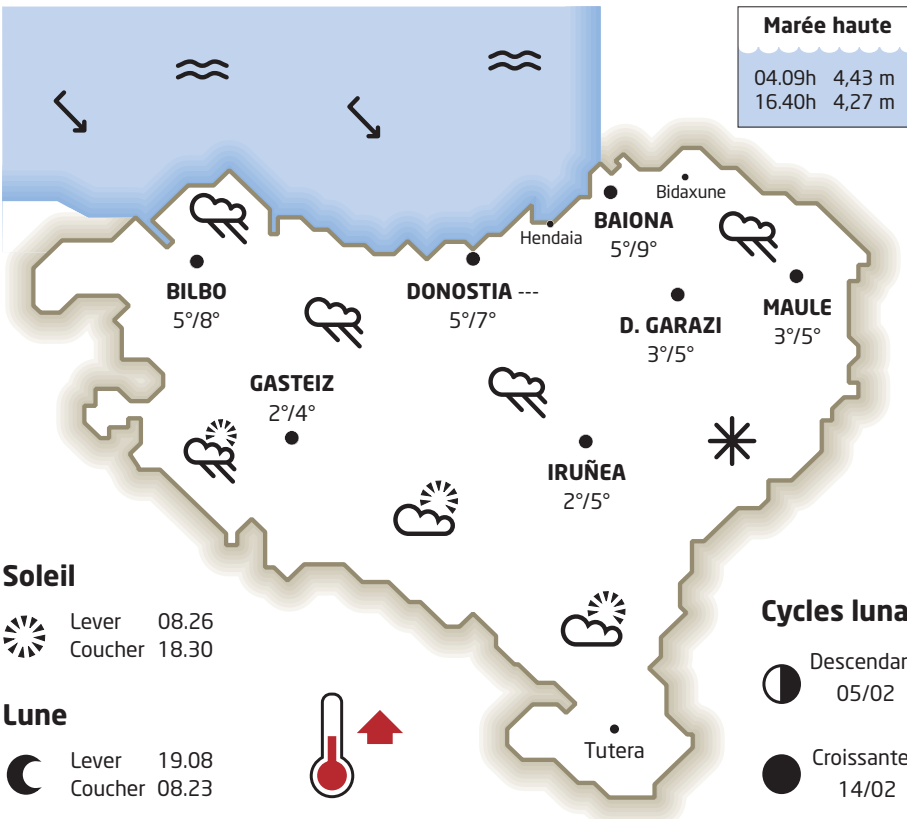 Marée haute
04.09h 4,43 m
16.40h 4,27 m
Bidaxune
BAIONA
5°/9°
Hendaia
BILBO
5°/8°
DONOSTIA ---
5°/7°
D. GARAZI
3°/5°
MAULE
3°/5°
GASTEIZ
2°/4°
IRUÑEA
2°/5°
Tutera
Soleil
Lever 08.26
Coucher 18.30
Lune
Lever 19.08
Coucher 08.23
Cycles luna
Descendan
05/02
Croissante
14/02